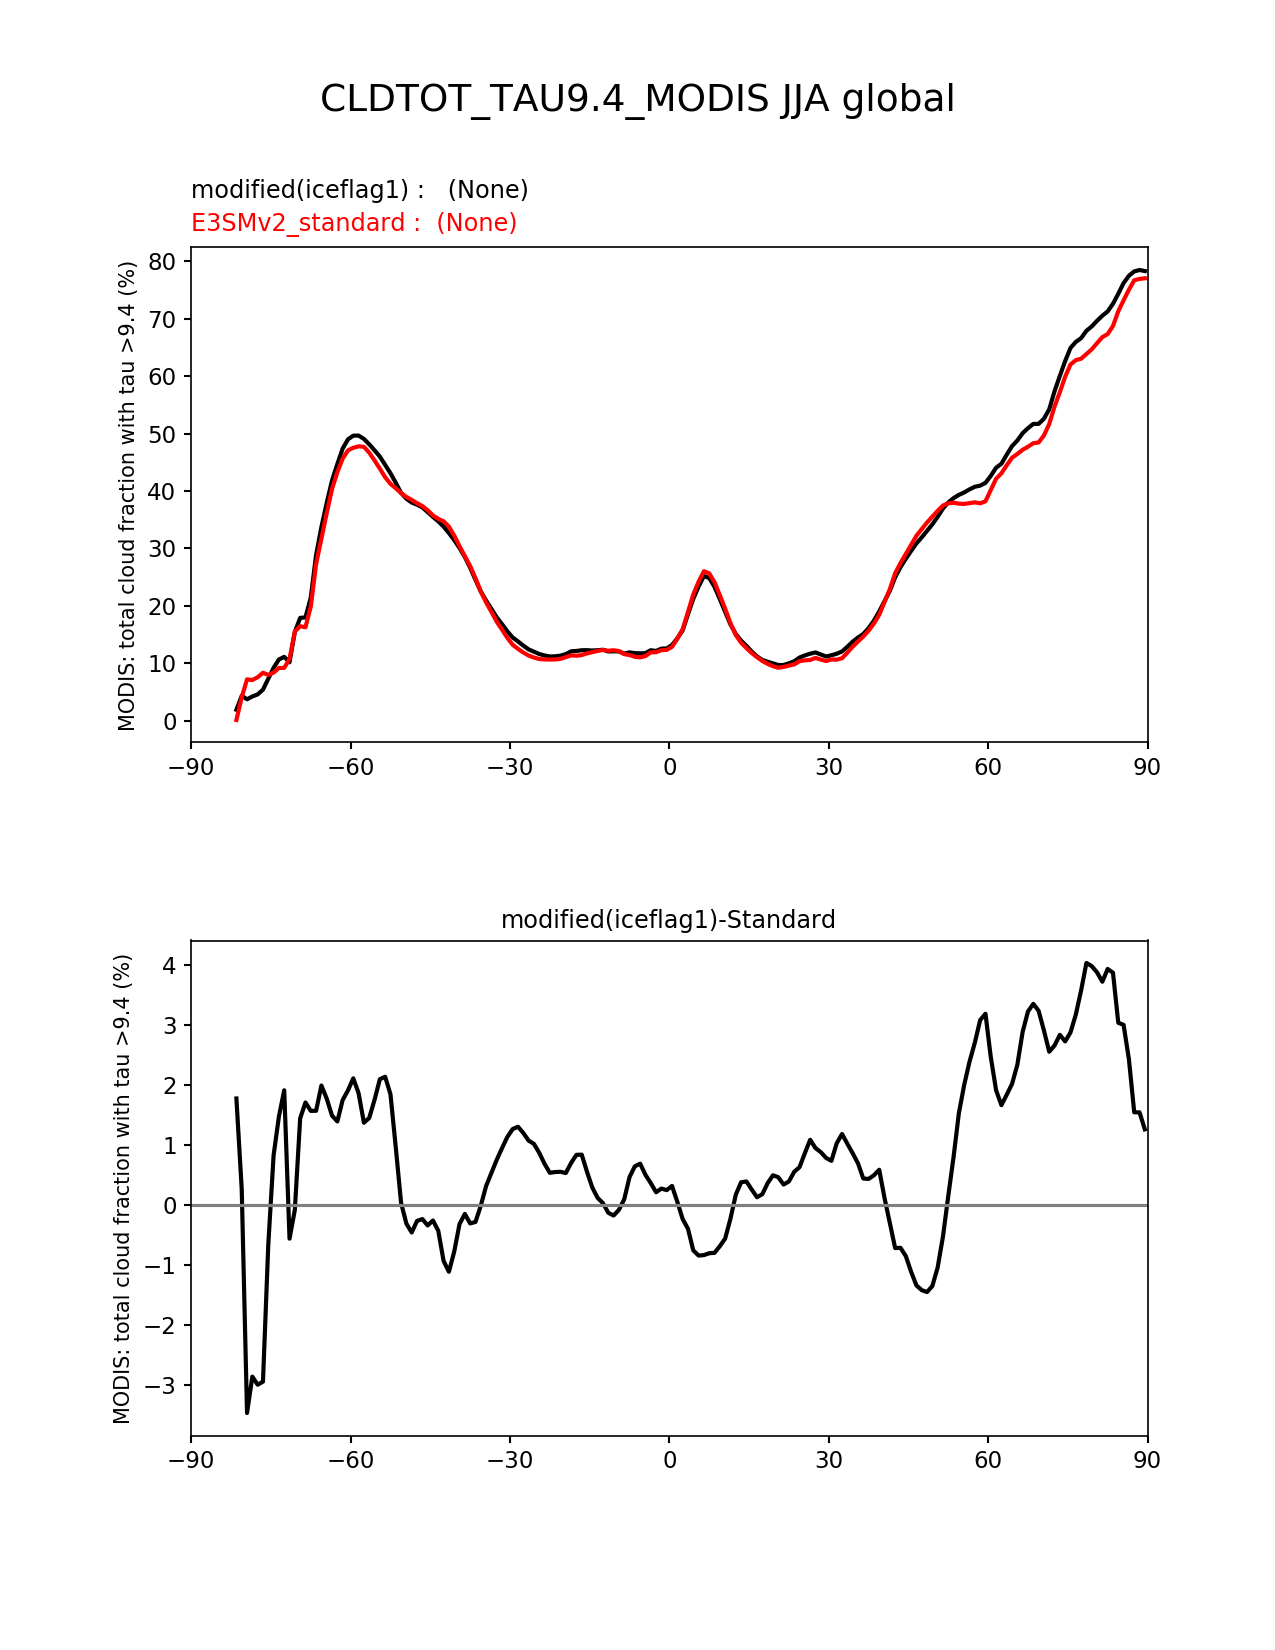 CLDTOT_TAU9.4_MODIS JJA global
modified(iceflag1) :   (None)
E3SMv2_standard :  (None)
MODIS: total cloud fraction with tau >9.4 (%)
80
70
60
50
40
30
20
10
0
−90 −60 −30 0 30 60 90
modified(iceflag1)-Standard
MODIS: total cloud fraction with tau >9.4 (%)
4
3
2
1
0
−1
−2
−3
−90 −60 −30 0 30 60 90